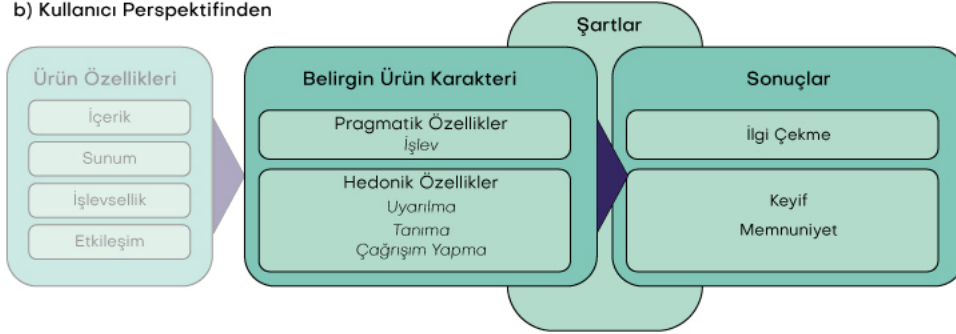 b) Kullanıcı Perspektifinden
Şartlar
Ürün Özellikleri
İçerik
Sunum
İşlevsellik
Etkileşim
Belirgin Ürün Karakteri
Pragmatik Özellikler
İşlev
Hedonik Özellikler
Uyarılma
Tanıma
Çağrışım Yapma
Sonuçlar
İlgi Çekme
Keyif
Memnuniyet